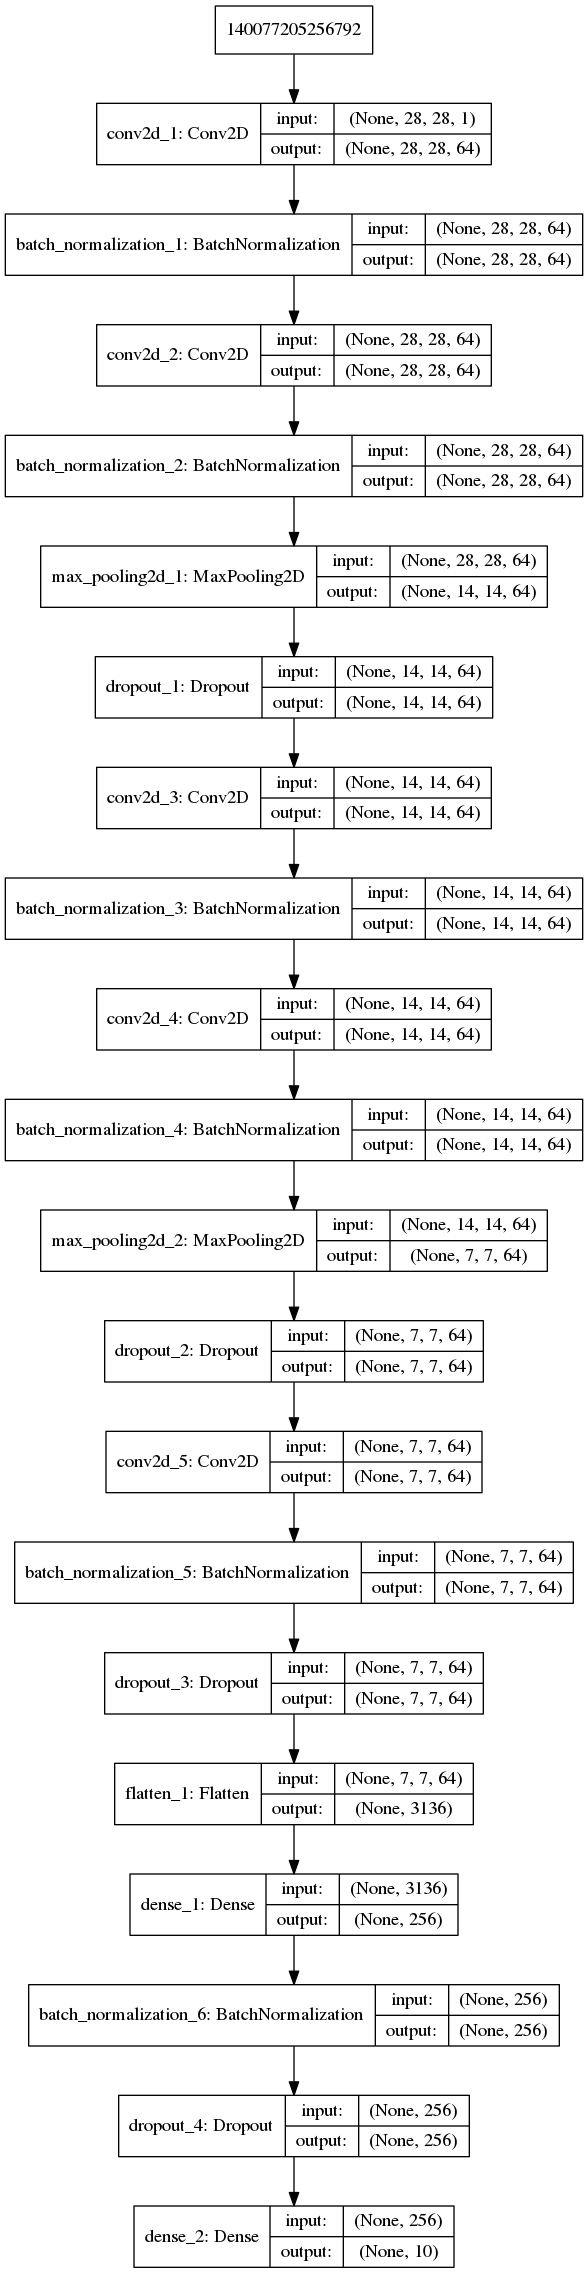 140077205256792
conv2d_1: Conv2D
input: (None, 28, 28, 1)
output: (None, 28, 28, 64)
batch_normalization_1: BatchNormalization
input: (None, 28, 28, 64)
output: (None, 28, 28, 64)
conv2d_2: Conv2D
input: (None, 28, 28, 64)
output: (None, 28, 28, 64)
batch_normalization_2: BatchNormalization
input: (None, 28, 28, 64)
output: (None, 28, 28, 64)
max_pooling2d_1: MaxPooling2D
input: (None, 28, 28, 64)
output: (None, 14, 14, 64)
dropout_1: Dropout
input: (None, 14, 14, 64)
output: (None, 14, 14, 64)
conv2d_3: Conv2D
input: (None, 14, 14, 64)
output: (None, 14, 14, 64)
batch_normalization_3: BatchNormalization
input: (None, 14, 14, 64)
output: (None, 14, 14, 64)
conv2d_4: Conv2D
input: (None, 14, 14, 64)
output: (None, 14, 14, 64)
batch_normalization_4: BatchNormalization
input: (None, 14, 14, 64)
output: (None, 14, 14, 64)
max_pooling2d_2: MaxPooling2D
input: (None, 14, 14, 64)
output: (None, 7, 7, 64)
dropout_2: Dropout
input: (None, 7, 7, 64)
output: (None, 7, 7, 64)
conv2d_5: Conv2D
input: (None, 7, 7, 64)
output: (None, 7, 7, 64)
batch_normalization_5: BatchNormalization
input: (None, 7, 7, 64)
output: (None, 7, 7, 64)
dropout_3: Dropout
input: (None, 7, 7, 64)
output: (None, 7, 7, 64)
flatten_1: Flatten
input: (None, 7, 7, 64)
output: (None, 3136)
dense_1: Dense
input: (None, 3136)
output: (None, 256)
batch_normalization_6: BatchNormalization
input: (None, 256)
output: (None, 256)
dropout_4: Dropout
input: (None, 256)
output: (None, 256)
dense_2: Dense
input: (None, 256)
output: (None, 10)